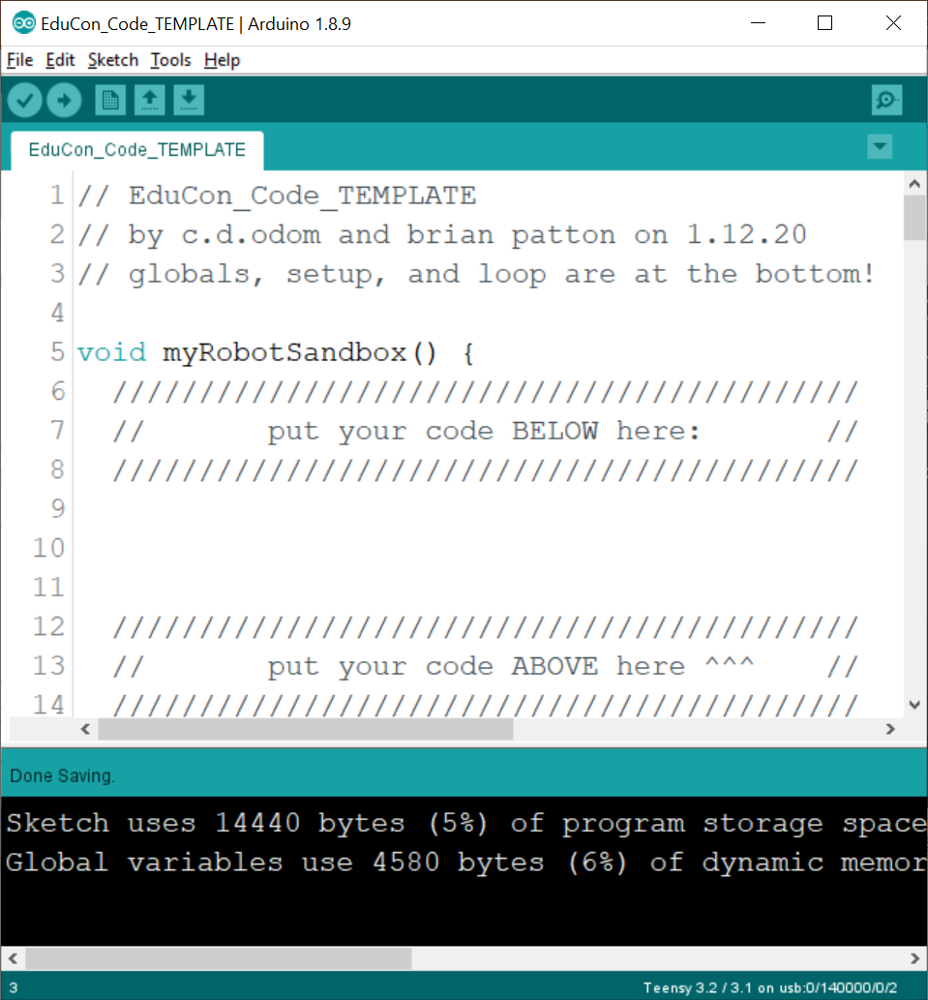 EduCon_Code_TEMPLATE | Arduino 1.8.9
File Edit Sketch Tools Help
EduCon_Code_TEMPLATE
1 // EduCon_Code_TEMPLATE
2 // by c.d.odom and brian patton on 1.12.20
3 // globals, setup, and loop are at the bottom!
4
5 void myRobotSandbox() {
6 ///////////////////////////////////////////
7 // put your code BELOW here: //
8 ///////////////////////////////////////////
9
10
11
12 ///////////////////////////////////////////
13 // put your code ABOVE here ^^^ //
14 ///////////////////////////////////////////
Done Saving.
Sketch uses 14440 bytes (5%) of program storage space
Global variables use 4580 bytes (6%) of dynamic memor
3 Teensy 3.2 / 3.1 on usb:0/140000/0/2